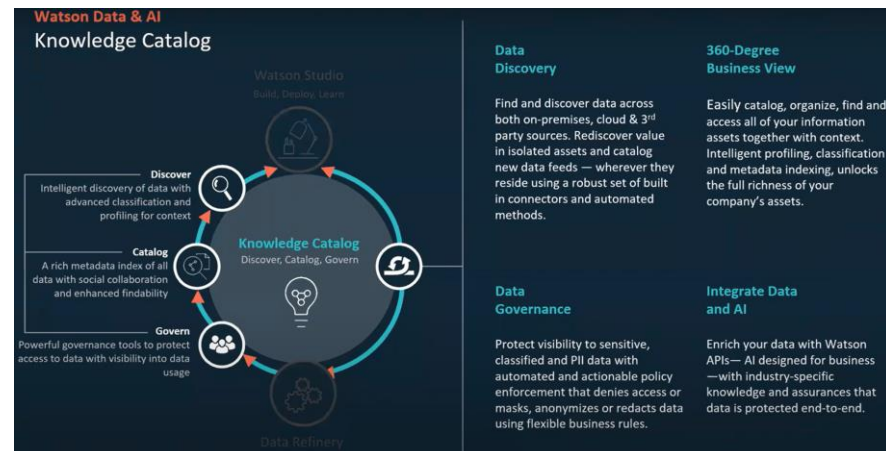 Watson Data & AI
Knowledge Catalog
Watson Studio
Build, Deploy, Learn
Discover
Intelligent discovery of data with
advanced classification and
profiling for context
Catalog
A rich metadata index of all
data with social collaboration
and enhanced findability
Govern
Powerful governance tools to protect
access to data with visibility into data
usage
Knowledge Catalog
Discover, Catalog, Govern
Data Refinery
Data
Discovery
Find and discover data across
both on-premises, cloud & 3rd
party sources. Rediscover value
in isolated assets and catalog
new data feeds — wherever they
reside using a robust set of built
in connectors and automated
methods.
360-Degree
Business View
Easily catalog, organize, find and
access all of your information
assets together with context.
Intelligent profiling, classification
and metadata indexing, unlocks
the full richness of your
company's assets.
Data
Governance
Protect visibility to sensitive,
classified and PII data with
automated and actionable policy
enforcement that denies access or
masks, anonymizes or redacts data
using flexible business rules.
Integrate Data
and AI
Enrich your data with Watson
APIs— AI designed for business
—with industry-specific
knowledge and assurances that
data is protected end-to-end.